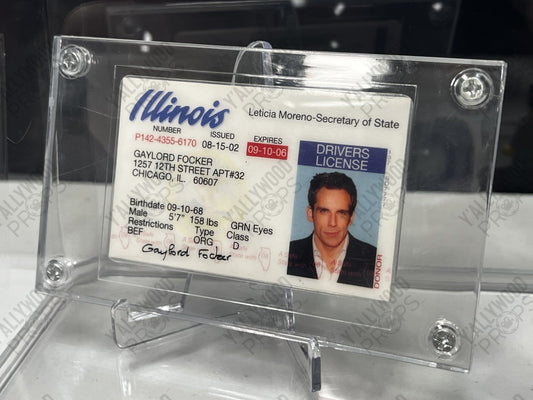 Illinois
Leticia Moreno-Secretary of State
NUMBER
P142-4355-6170
ISSUED
08-15-02
EXPIRES
09-10-06
DRIVERS
LICENSE
GAYLORD FOCKER
1257 12TH STREET APT#32
CHICAGO, IL 60607
Birthdate 09-10-68
Male 5'7" 158 lbs GRN Eyes
Restrictions Type Class
BEF ORG D
Gaylord Focker
DONOR
YALLYWOOD
PROPS